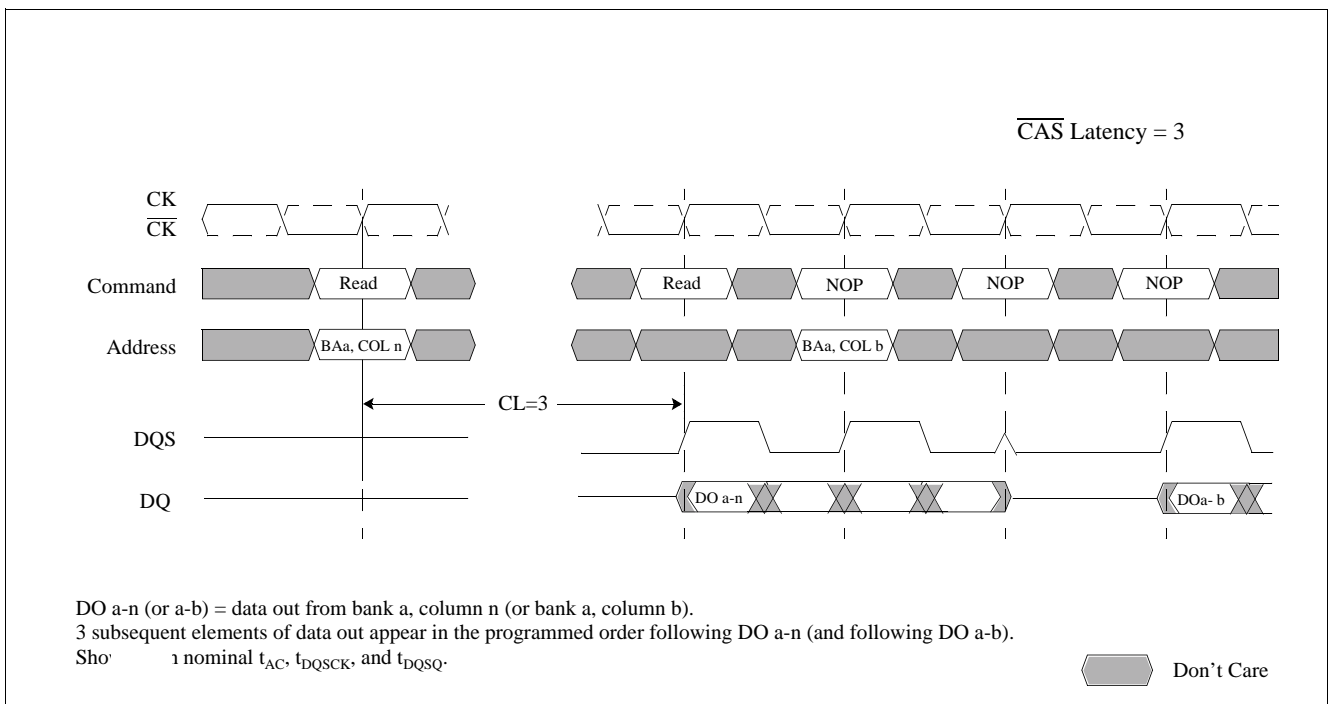 CAS Latency = 3
CK
CK
Command
Read
Read
NOP
NOP
NOP
Address
BAa, COL n
BAa, COL b
CL=3
DQS
DQ
DO a-n
DOa- b
DO a-n (or a-b) = data out from bank a, column n (or bank a, column b).
3 subsequent elements of data out appear in the programmed order following DO a-n (and following DO a-b).
nominal tAC, tDQSCK, and tDQSQ.
Don't Care